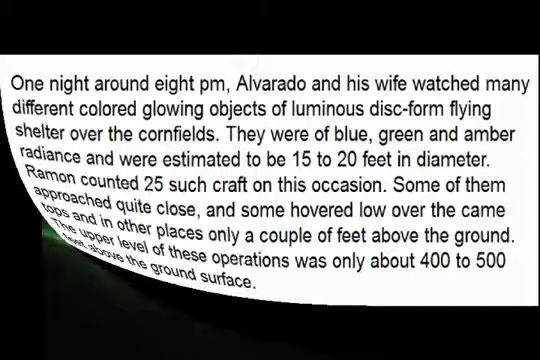 One night around eight pm, Alvarado and his wife watched many
different colored glowing objects of luminous disc-form flying
shelter over the cornfields. They were of blue, green and amber
radiance and were estimated to be 15 to 20 feet in diameter.
Ramon counted 25 such craft on this occasion. Some of them
approached quite close, and some hovered low over the came
tops and in other places only a couple of feet above the ground.
The upper level of these operations was only about 400 to 500
feet above the ground surface.